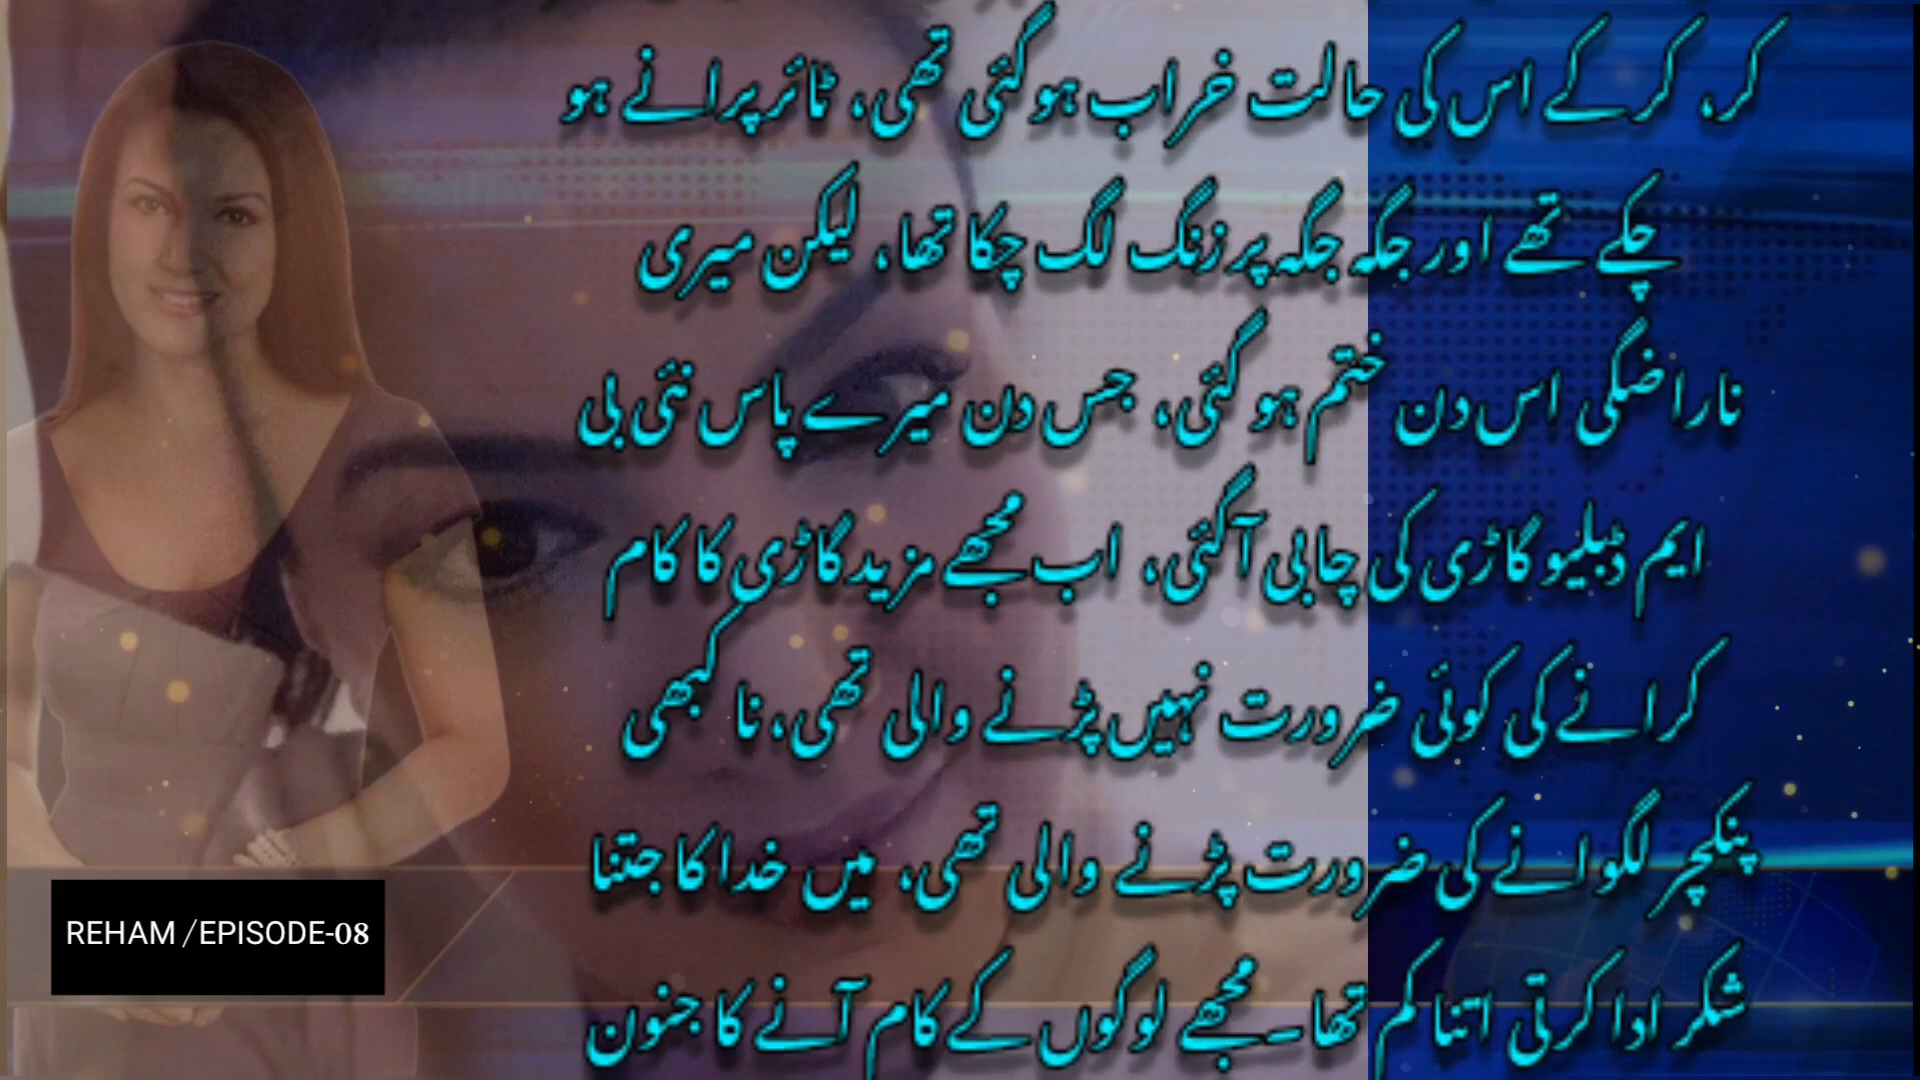 کر، کر کے اس کی حالت خراب ہو گئی تھی، ٹائر پرانے ہو
چکے تھے اور جگہ جگہ پر زنگ لگ چکا تھا، لیکن میری
ناراضگی اس دن ختم ہو گئی، جس دن میرے پاس نئی بی
ایم ڈبلیو گاڑی کی چابی آ گئی، اب مجھے مزید گاڑی کا کام
کرانے کی کوئی ضرورت نہیں پڑنے والی تھی، نا کبھی
پنکچر لگوانے کی ضرورت پڑنے والی تھی، میں خدا کا جتنا
شکر ادا کرتی اتنا کم تھا۔ مجھے لوگوں کے کام آنے کا جنون
REHAM /EPISODE-08